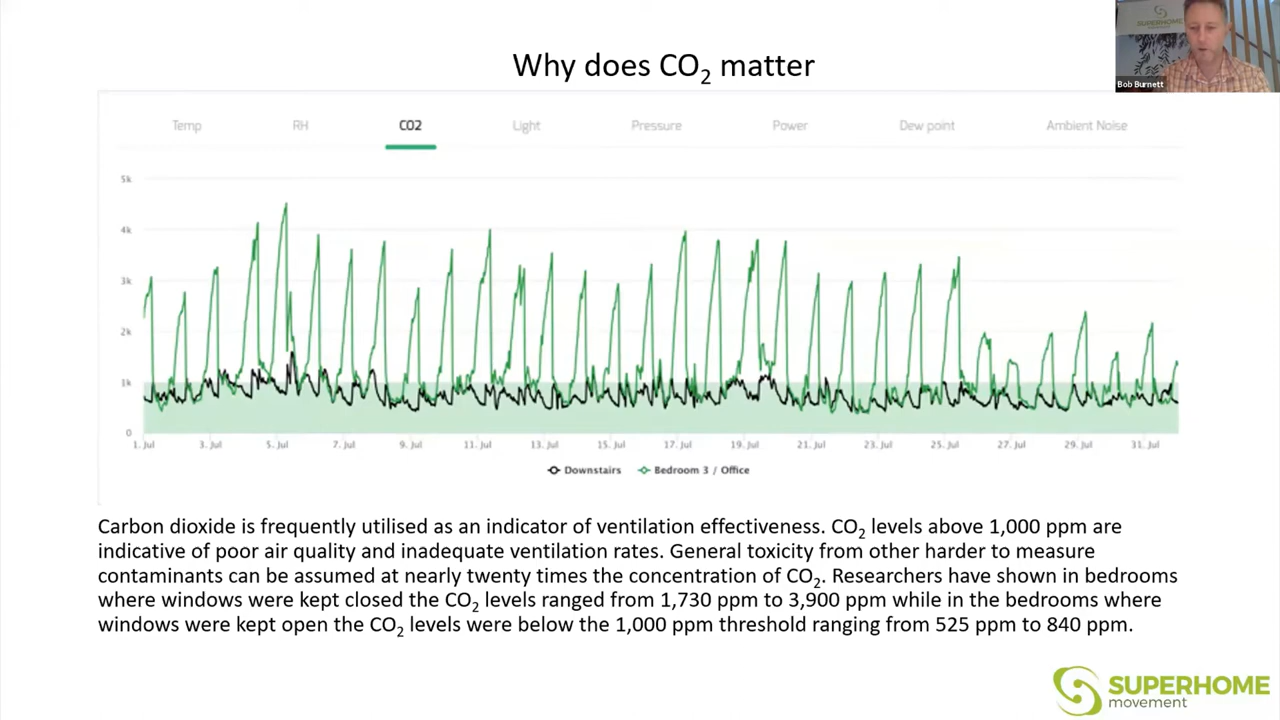 SUPERHOME
Bob Burnett
Why does CO₂ matter
Temp RH CO2 Light Pressure Power Dew point Ambient Noise
5k
4k
3k
2k
1k
0
1. Jul 3. Jul 5. Jul 7. Jul 9. Jul 11. Jul 13. Jul 15. Jul 17. Jul 19. Jul 21. Jul 23. Jul 25. Jul 27. Jul 29. Jul 31. Jul
Downstairs Bedroom 3 / Office
Carbon dioxide is frequently utilised as an indicator of ventilation effectiveness. CO₂ levels above 1,000 ppm are
indicative of poor air quality and inadequate ventilation rates. General toxicity from other harder to measure
contaminants can be assumed at nearly twenty times the concentration of CO₂. Researchers have shown in bedrooms
where windows were kept closed the CO₂ levels ranged from 1,730 ppm to 3,900 ppm while in the bedrooms where
windows were kept open the CO₂ levels were below the 1,000 ppm threshold ranging from 525 ppm to 840 ppm.
SUPERHOME
movement